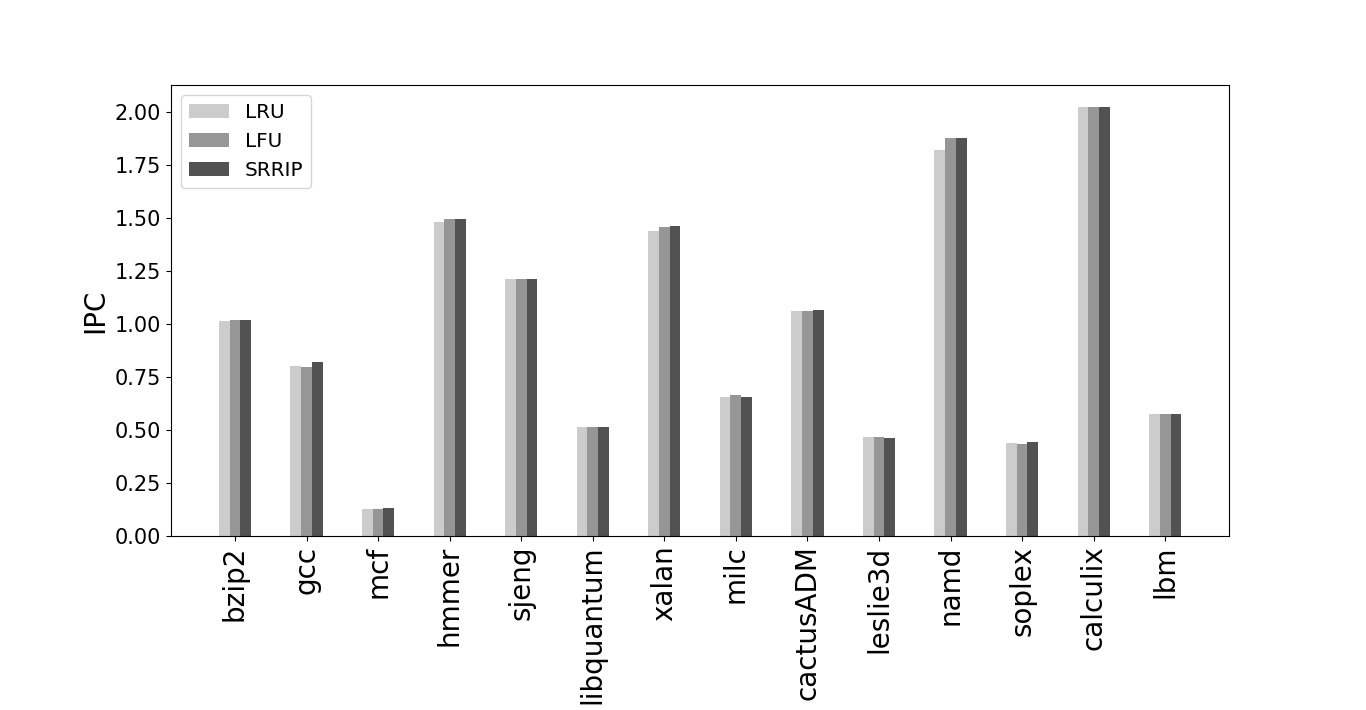 LRU
LFU
SRRIP
IPC
2.00
1.75
1.50
1.25
1.00
0.75
0.50
0.25
0.00
bzip2
gcc
mcf
hmmer
sjeng
libquantum
xalan
milc
cactusADM
leslie3d
namd
soplex
calculix
lbm